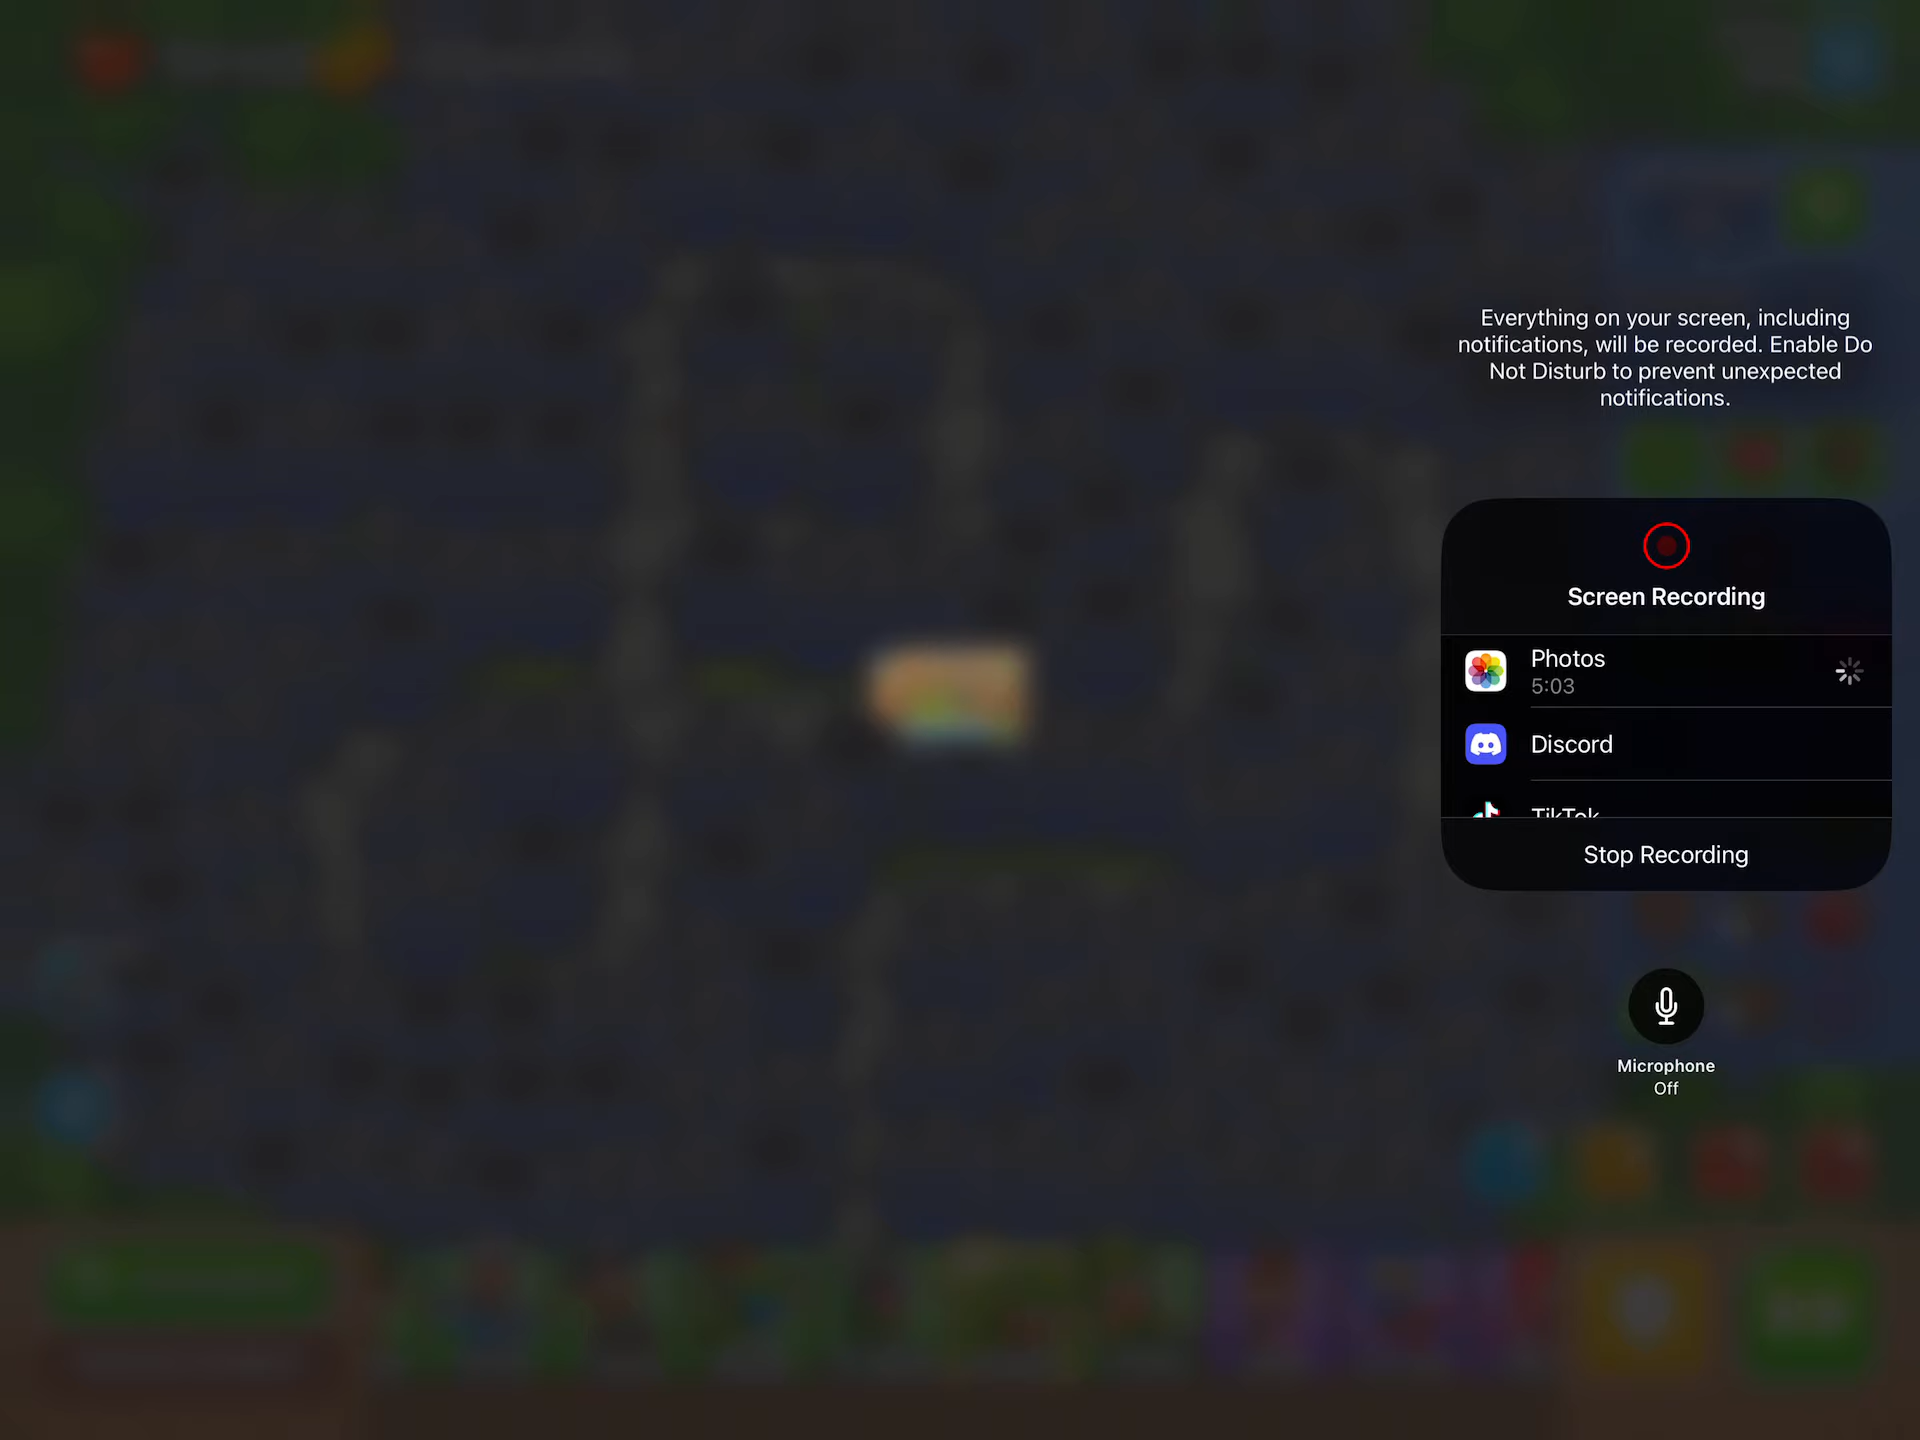 Everything on your screen, including
notifications, will be recorded. Enable Do
Not Disturb to prevent unexpected
notifications.
Screen Recording
Photos
5:03
Discord
TikTok
Stop Recording
Microphone
Off